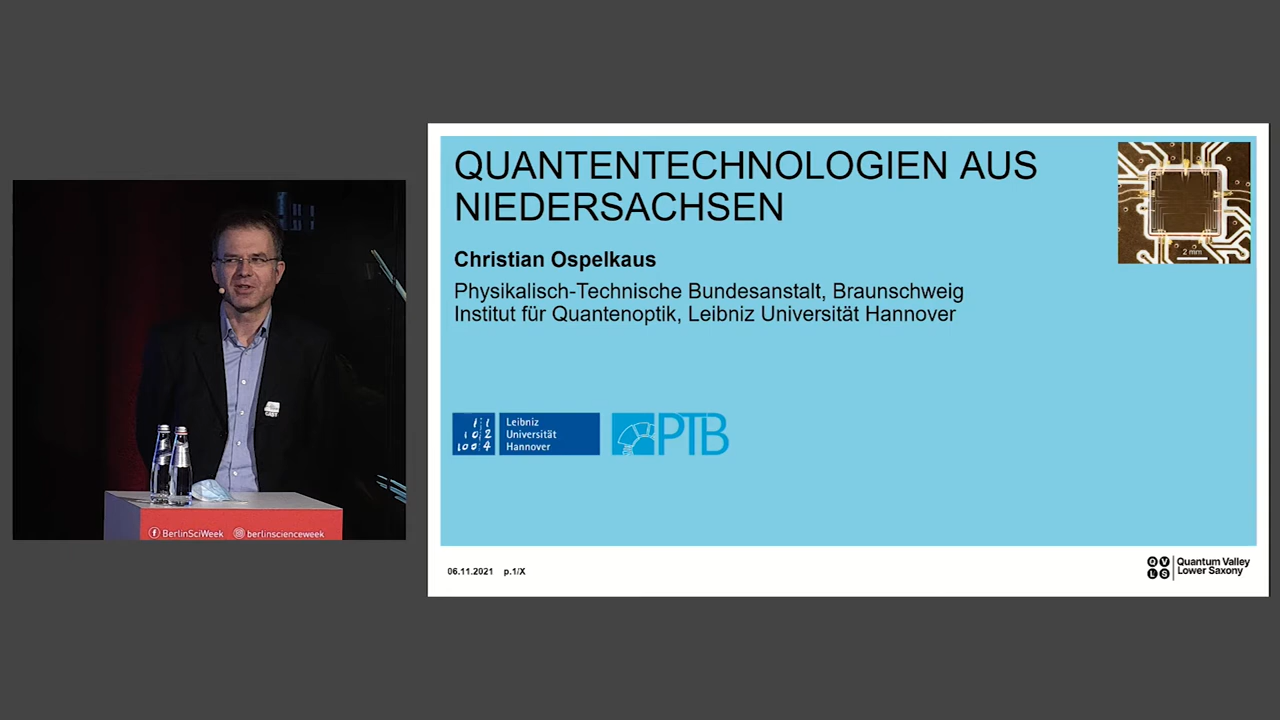 QUANTENTECHNOLOGIEN AUS
NIEDERSACHSEN
2 mm
Christian Ospelkaus
Physikalisch-Technische Bundesanstalt, Braunschweig
Institut für Quantenoptik, Leibniz Universität Hannover
Leibniz
Universität
Hannover
PTB
BerlinSciWeek berlinscienceweek
06.11.2021 p.1/X
QVLS
Quantum Valley
Lower Saxony